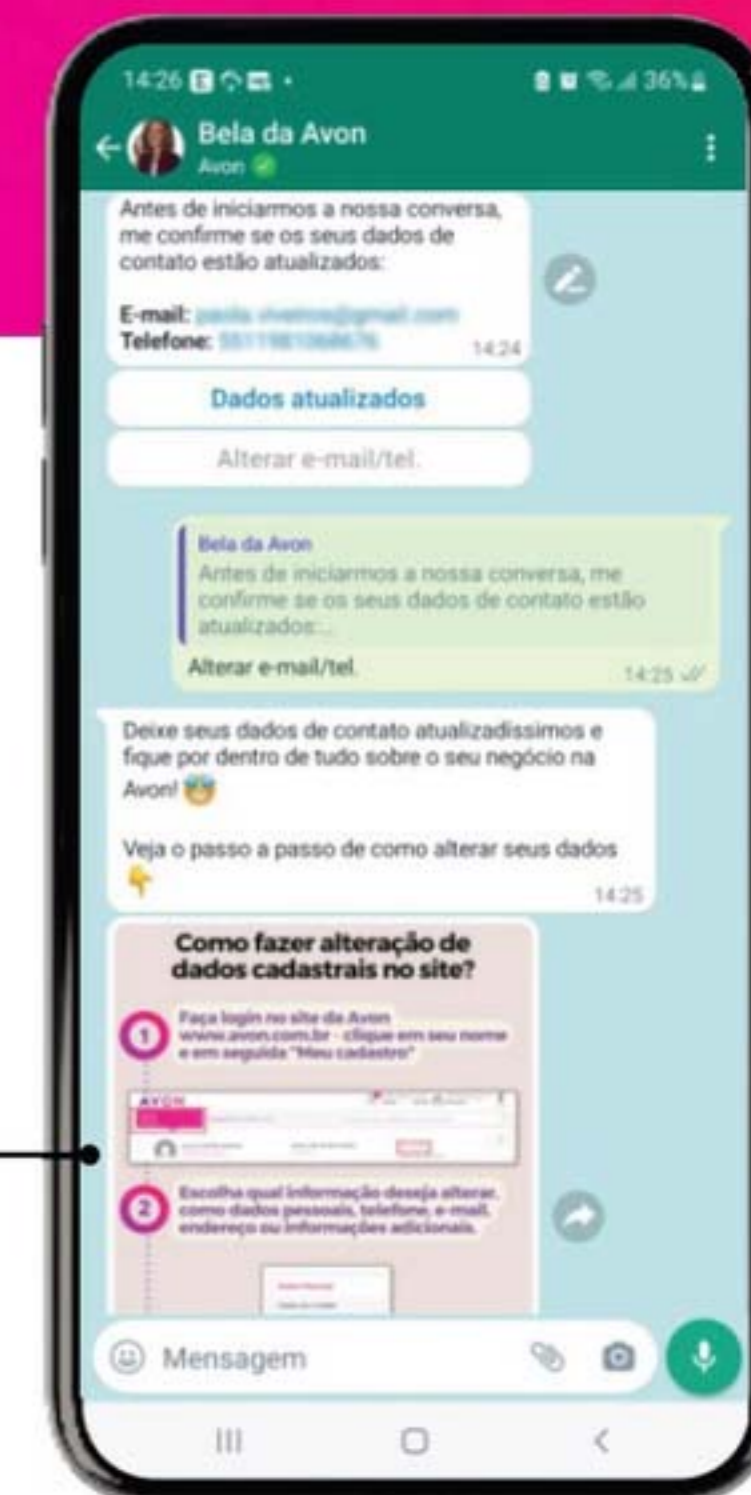 14:26
36%
Bela da Avon
Avon
Antes de iniciarmos a nossa conversa,
me confirme se os seus dados de
contato estão atualizados:
E-mail:
Telefone:
14:24
Dados atualizados
Alterar e-mail/tel.
Bela da Avon
Antes de iniciarmos a nossa conversa, me
confirme se os seus dados de contato estão
atualizados:...
Alterar e-mail/tel.
14:25
Deixe seus dados de contato atualizadíssimos e
fique por dentro de tudo sobre o seu negócio na
Avon!
Veja o passo a passo de como alterar seus dados
14:25
Como fazer alteração de
dados cadastrais no site?
1
Faça login no site da Avon
www.avon.com.br - clique em seu nome
e em seguida "Meu cadastro"
AVON
2
Escolha qual informação deseja alterar,
como dados pessoais, telefone, e-mail,
endereço ou informações adicionais.
Mensagem